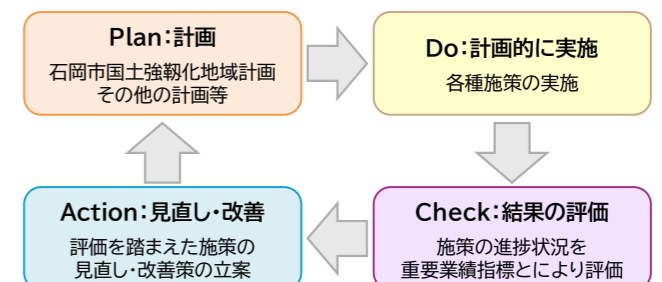 Plan：計画
石岡市国土強靱化地域計画
その他の計画等
Do：計画的に実施
各種施策の実施
Action：見直し・改善
評価を踏まえた施策の
見直し・改善策の立案
Check：結果の評価
施策の進捗状況を
重要業績指標とにより評価